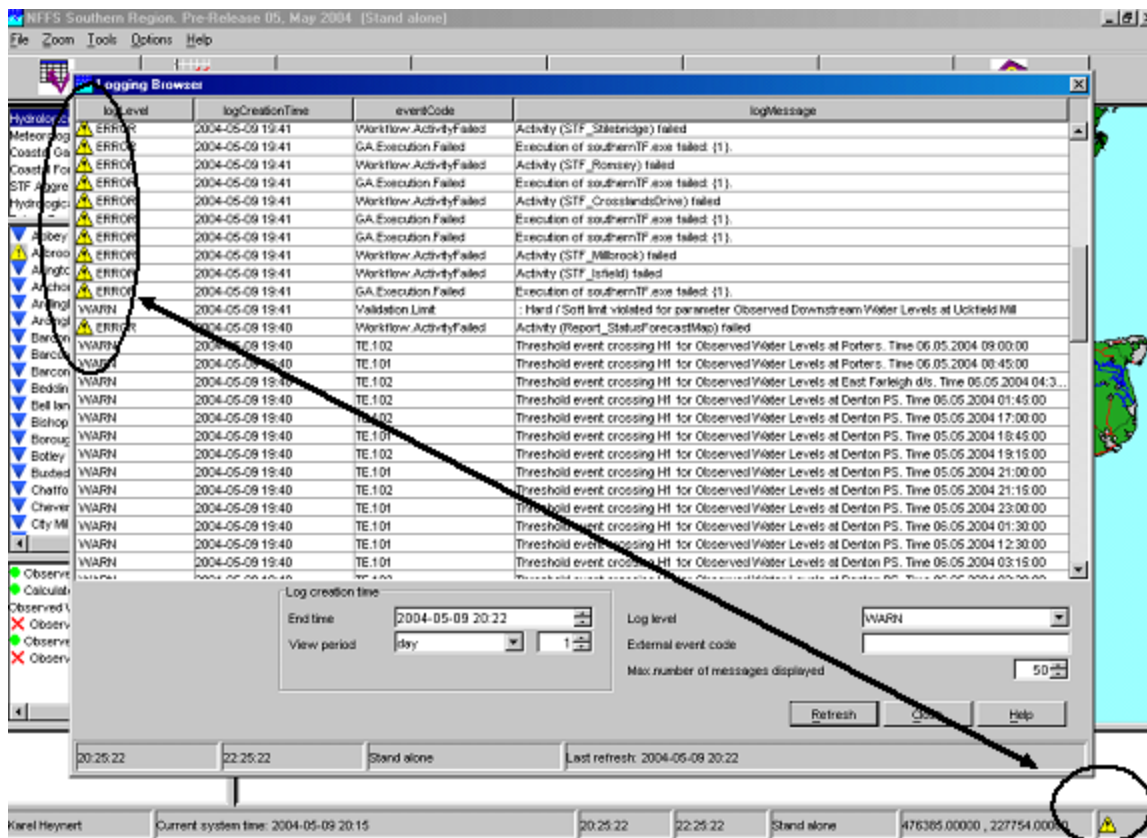 NFFS Southern Region, Pre-Release 05, May 2004 (Stand alone)
File Zoom Tools Options Help
Logging Browser
logLevel logCreationTime eventCode logMessage
ERROR 2004-05-09 19:41 Workflow.ActivityFailed Activity (STF_Stilebridge) failed
ERROR 2004-05-09 19:41 GA.Execution.Failed Execution of southernTF.exe failed: {1}.
ERROR 2004-05-09 19:41 Workflow.ActivityFailed Activity (STF_Romsey) failed
ERROR 2004-05-09 19:41 GA.Execution.Failed Execution of southernTF.exe failed: {1}.
ERROR 2004-05-09 19:41 Workflow.ActivityFailed Activity (STF_CrosslandsDrive) failed
ERROR 2004-05-09 19:41 GA.Execution.Failed Execution of southernTF.exe failed: {1}.
ERROR 2004-05-09 19:41 GA.Execution.Failed Execution of southernTF.exe failed: {1}.
ERROR 2004-05-09 19:41 Workflow.ActivityFailed Activity (STF_Millbrook) failed
ERROR 2004-05-09 19:41 Workflow.ActivityFailed Activity (STF_Isfield) failed
ERROR 2004-05-09 19:41 GA.Execution.Failed Execution of southernTF.exe failed: {1}.
WARN 2004-05-09 19:41 Validation.Limit : Hard / Soft limit violated for parameter Observed Downstream Water Levels at Uckfield Mill
ERROR 2004-05-09 19:40 Workflow.ActivityFailed Activity (Report_StatusForecastMap) failed
WARN 2004-05-09 19:40 TE.102 Threshold event crossing H1 for Observed Water Levels at Porters. Time 06.05.2004 09:00:00
WARN 2004-05-09 19:40 TE.101 Threshold event crossing H1 for Observed Water Levels at Porters. Time 06.05.2004 08:45:00
WARN 2004-05-09 19:40 TE.102 Threshold event crossing H1 for Observed Water Levels at East Farleigh d/s. Time 06.05.2004 04:3...
WARN 2004-05-09 19:40 TE.102 Threshold event crossing H1 for Observed Water Levels at Denton PS. Time 06.05.2004 01:45:00
WARN 2004-05-09 19:40 TE.102 Threshold event crossing H1 for Observed Water Levels at Denton PS. Time 05.05.2004 17:00:00
WARN 2004-05-09 19:40 TE.101 Threshold event crossing H1 for Observed Water Levels at Denton PS. Time 05.05.2004 18:45:00
WARN 2004-05-09 19:40 TE.102 Threshold event crossing H1 for Observed Water Levels at Denton PS. Time 05.05.2004 19:15:00
WARN 2004-05-09 19:40 TE.101 Threshold event crossing H1 for Observed Water Levels at Denton PS. Time 05.05.2004 21:00:00
WARN 2004-05-09 19:40 TE.102 Threshold event crossing H1 for Observed Water Levels at Denton PS. Time 05.05.2004 21:15:00
WARN 2004-05-09 19:40 TE.101 Threshold event crossing H1 for Observed Water Levels at Denton PS. Time 05.05.2004 23:00:00
WARN 2004-05-09 19:40 TE.101 Threshold event crossing H1 for Observed Water Levels at Denton PS. Time 06.05.2004 01:30:00
WARN 2004-05-09 19:40 TE.101 Threshold event crossing H1 for Observed Water Levels at Denton PS. Time 05.05.2004 12:30:00
WARN 2004-05-09 19:40 TE.101 Threshold event crossing H1 for Observed Water Levels at Denton PS. Time 06.05.2004 03:15:00
Log creation time
End time 2004-05-09 20:22 Log level WARN
View period day 1 External event code
Max.number of messages displayed 50
Refresh Close Help
20:25:22 22:25:22 Stand alone Last refresh: 2004-05-09 20:22
Abbey
Bishop
Botley
City Mi
Observe
Calculat
Observed
Observ
Observe
Observ
Karel Heynert Current system time: 2004-05-09 20:15 20:25:22 22:25:22 Stand alone 476385.00000 , 227754.000